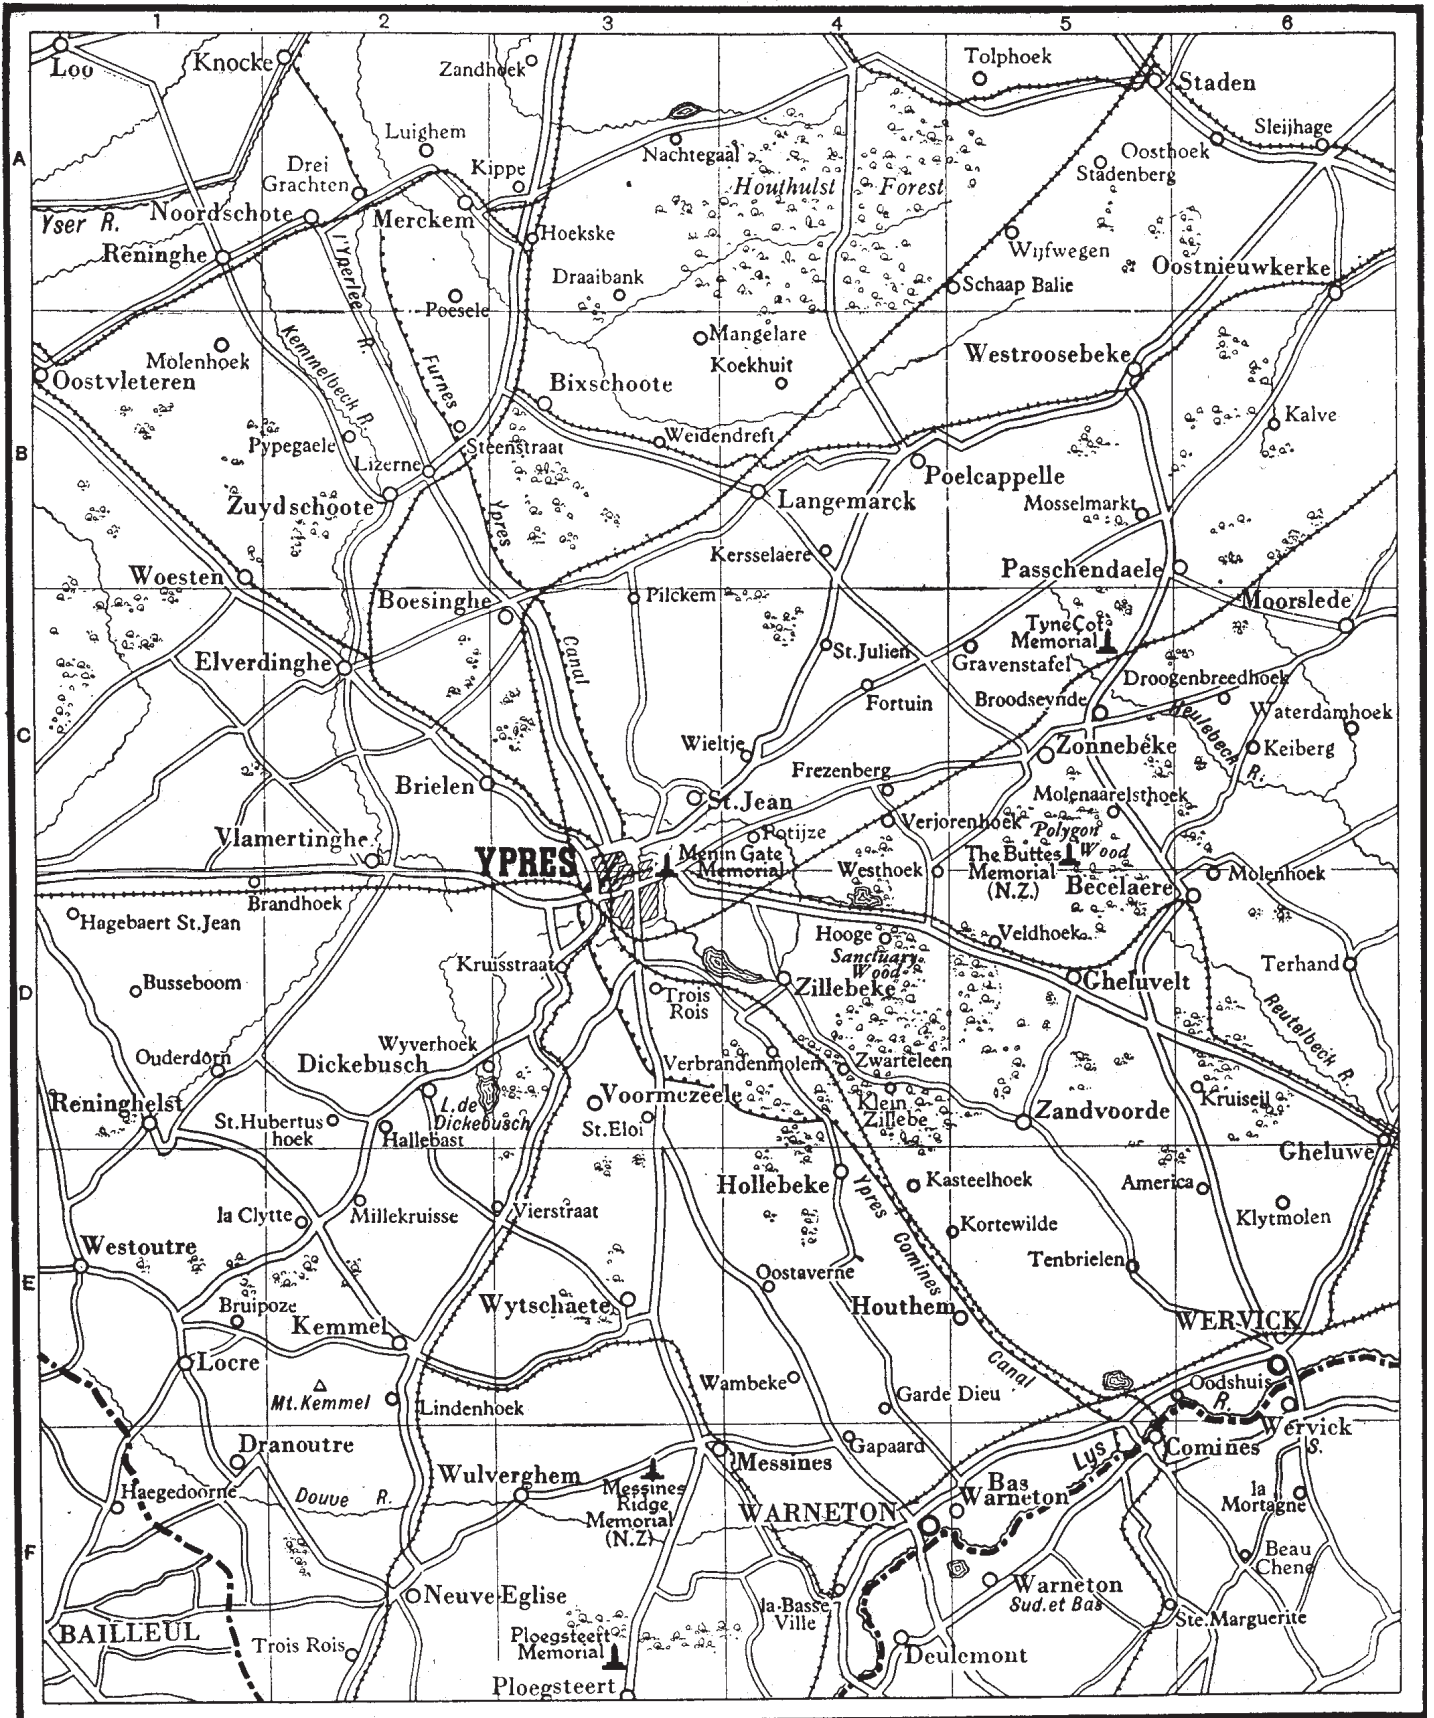 1 2 3 4 5 6
Loo
Knocke
Zandhoek
Tolphoek
Staden
A
Luighem
Drei
Grachten
Kippe
Nachtegaal
Oosthoek
Sleijhage
Stadenberg
Houthulst Forest
Yser R.
Noordschote
Merckem
Hoekske
Wijfwegen
Reninghe
l'Yperlee
R.
Draaibank
Schaap Balie
Oostnieuwkerke
Poesele
Molenhoek
Kemmelbeck R.
Furnes
Mangelare
Koekhuit
Westroosebeke
Oostvleteren
Bixschoote
Kalve
B
Pypegaele
Lizerne
Steenstraat
Weidendreft
Poelcappelle
Zuydschoote
Ypres
Langemarck
Mosselmarkt
Kersselaere
Woesten
Passchendaele
Boesinghe
Pilckem
Moorslede
Canal
Tyne Cot
Memorial
Elverdinghe
St.Julien
Gravenstafel
Droogenbreedhoek
Fortuin
Broodseynde
Heulebeck
R.
Waterdamhoek
C
Wieltje
Zonnebeke
Keiberg
Brielen
Frezenberg
Molenaarelsthoek
St.Jean
Vlamertinghe
Potijze
Verjorenhoek
Polygon
Wood
YPRES
Menin Gate
Memorial
Westhoek
The Buttes
Memorial
(N.Z.)
Becelaere
Molenhoek
Brandhoek
Hagebaert St.Jean
Hooge
Veldhoek
Sanctuary
Wood
Kruisstraat
Terhand
D
Busseboom
Trois
Rois
Zillebeke
Gheluvelt
Reutelbeck R.
Ouderdom
Wyverhoek
Dickebusch
Verbrandenmolen
Zwarteleen
Reninghelst
L.de
Dickebusch
Voormezeele
Klein
Zillebe
Kruiseij
St.Hubertus
hoek
Hallebast
St.Eloi
Zandvoorde
Gheluwe
Hollebeke
Ypres
Kasteelhoek
America
la Clytte
Millekruisse
Vierstraat
Kortewilde
Klytmolen
Westoutre
Comines
Tenbrielen
E
Oostaverne
Bruipoze
Wytschaete
Houthem
WERVICK
Kemmel
Locre
Canal
Mt.Kemmel
Lindenhoek
Wambeke
Garde Dieu
Oodshuis
R.
Wervick
S.
Dranoutre
Gapaard
Lys
Comines
Wulverghem
Messines
Haegedoorne
Douve R.
Messines
Ridge
Memorial
(N.Z)
Bas
Warneton
WARNETON
la
Mortagne
F
Beau
Chene
Neuve-Eglise
la-Basse
Ville
Warneton
Sud.et Bas
Ste.Marguerite
BAILLEUL
Trois Rois
Ploegsteert
Memorial
Deulemont
Ploegsteert